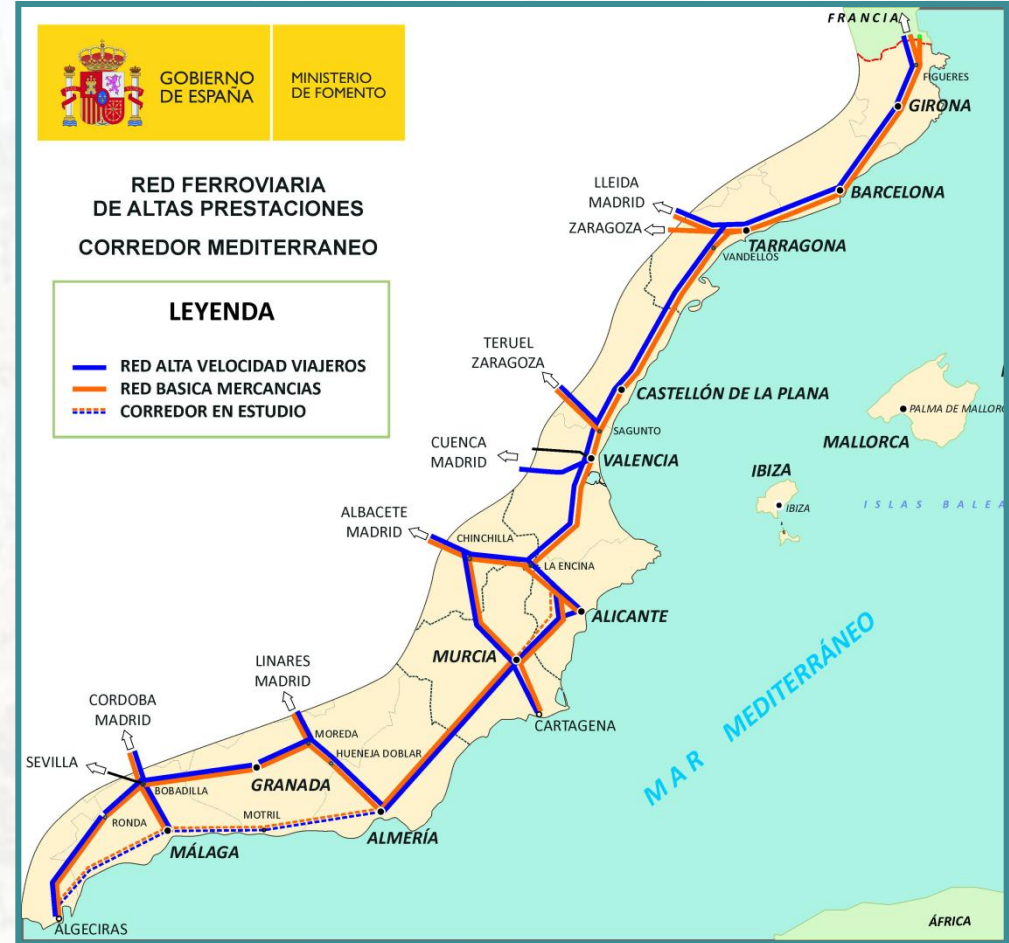 GOBIERNO
DE ESPAÑA
MINISTERIO
DE FOMENTO
RED FERROVIARIA
DE ALTAS PRESTACIONES
CORREDOR MEDITERRANEO
LEYENDA
RED ALTA VELOCIDAD VIAJEROS
RED BASICA MERCANCIAS
CORREDOR EN ESTUDIO
FRANCIA
FIGUERES
GIRONA
LLEIDA
MADRID
BARCELONA
ZARAGOZA
TARRAGONA
VANDELLÓS
TERUEL
ZARAGOZA
CASTELLÓN DE LA PLANA
PALMA DE MALLOR
SAGUNTO
MALLORCA
CUENCA
MADRID
VALENCIA
IBIZA
IBIZA
ISLAS BALEA
ALBACETE
MADRID
CHINCHILLA
LA ENCINA
ALICANTE
MURCIA
MAR MEDITERRÁNEO
LINARES
MADRID
CARTAGENA
CORDOBA
MADRID
MOREDA
HUENEJA DOBLAR
SEVILLA
GRANADA
BOBADILLA
MOTRIL
RONDA
ALMERÍA
MÁLAGA
ALGECIRAS
ÁFRICA